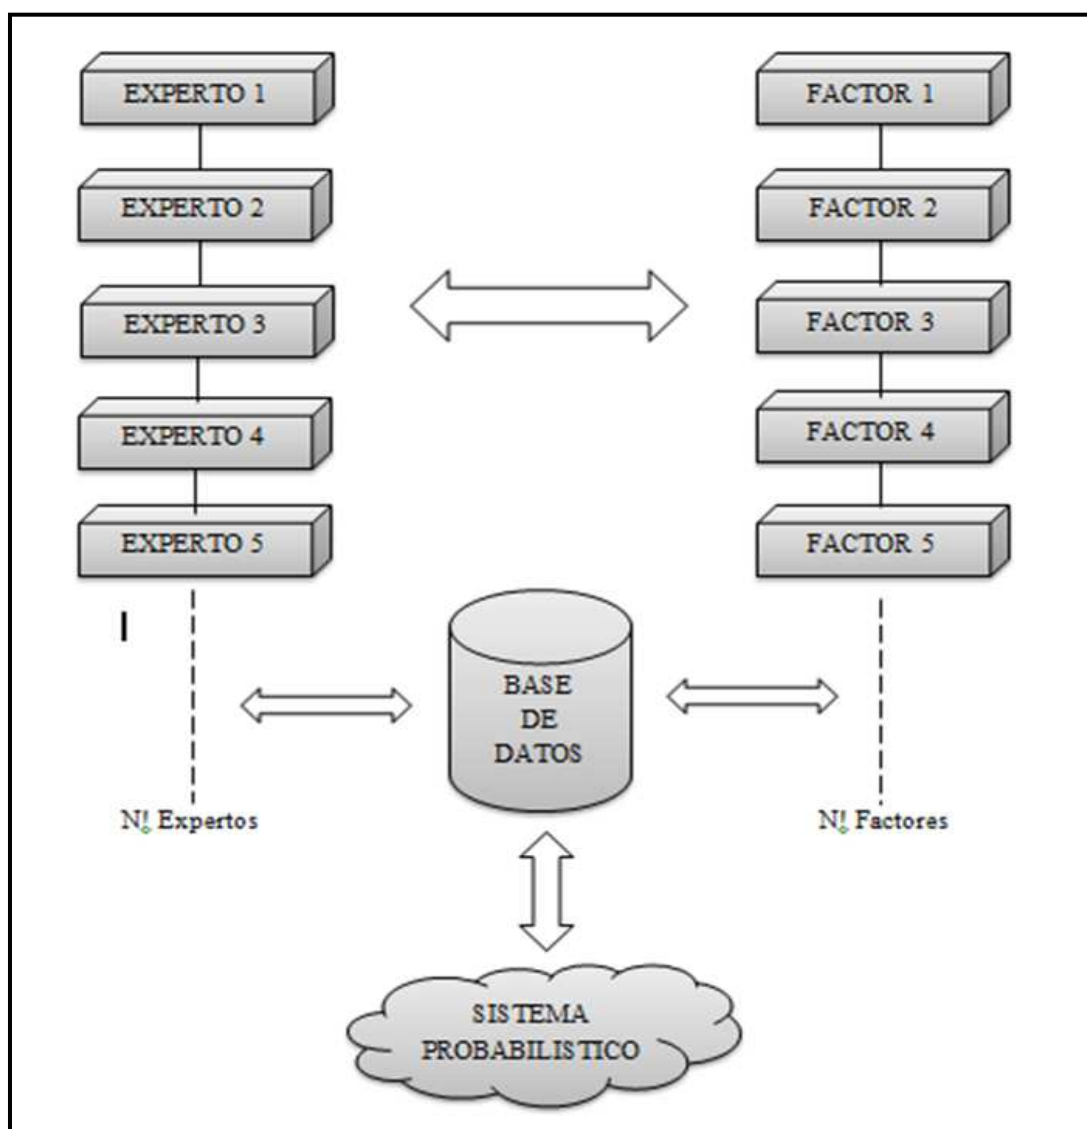 EXPERTO 1
EXPERTO 2
EXPERTO 3
EXPERTO 4
EXPERTO 5
N! Expertos
FACTOR 1
FACTOR 2
FACTOR 3
FACTOR 4
FACTOR 5
N! Factores
BASE
DE
DATOS
SISTEMA
PROBABILISTICO